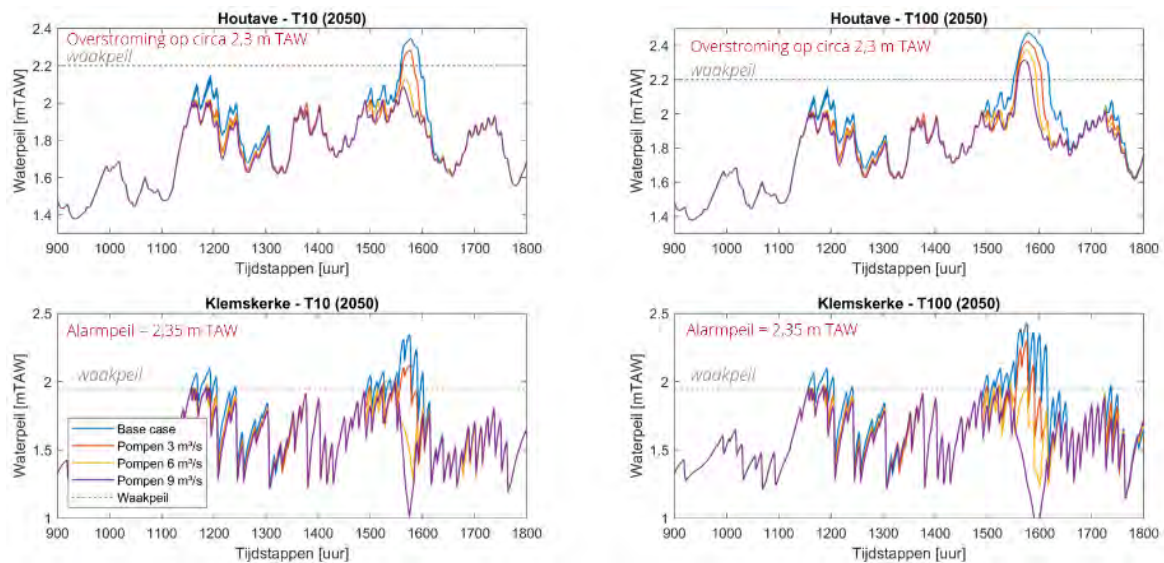 Houtave - T10 (2050)
Overstroming op circa 2,3 m TAW
waakpeil
Waterpeil [mTAW]
2.4
2.2
2
1.8
1.6
1.4
900 1000 1100 1200 1300 1400 1500 1600 1700 1800
Tijdstappen [uur]
Houtave - T100 (2050)
Overstroming op circa 2,3 m TAW
waakpeil
Waterpeil [mTAW]
2.4
2.2
2
1.8
1.6
1.4
900 1000 1100 1200 1300 1400 1500 1600 1700 1800
Tijdstappen [uur]
Klemskerke - T10 (2050)
Alarmpeil = 2,35 m TAW
waakpeil
Waterpeil [mTAW]
2.5
2
1.5
1
Base case
Pompen 3 m³/s
Pompen 6 m³/s
Pompen 9 m³/s
Waakpeil
900 1000 1100 1200 1300 1400 1500 1600 1700 1800
Tijdstappen [uur]
Klemskerke - T100 (2050)
Alarmpeil = 2,35 m TAW
waakpeil
Waterpeil [mTAW]
2.5
2
1.5
1
900 1000 1100 1200 1300 1400 1500 1600 1700 1800
Tijdstappen [uur]